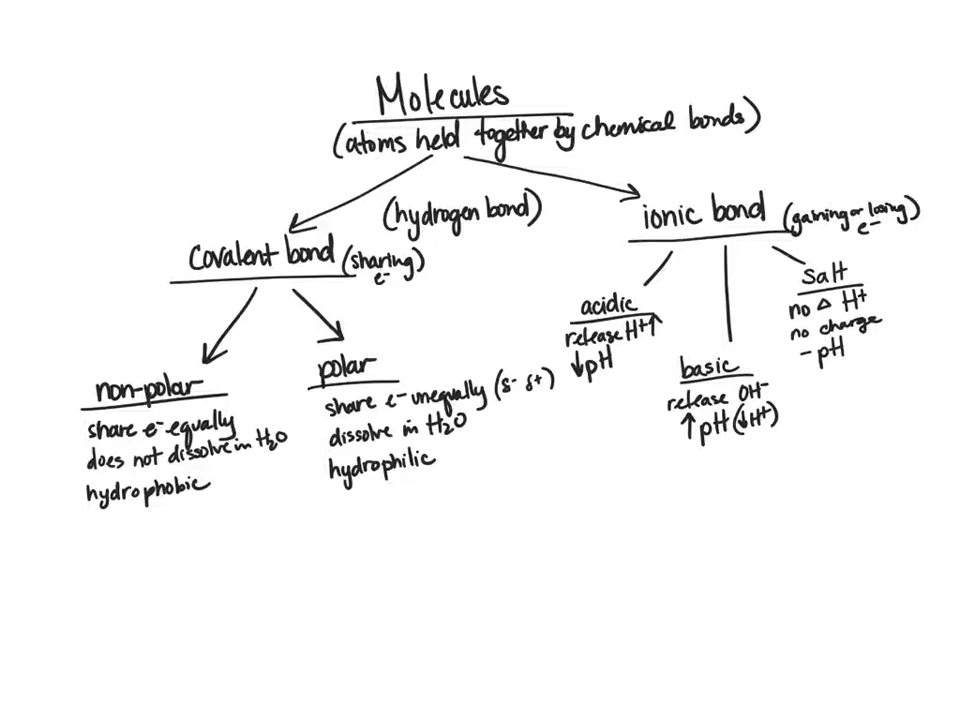 Molecules
(atoms held together by chemical bonds)
(hydrogen bond)
Covalent bond (sharing e⁻)
non-polar
share e⁻ equally
does not dissolve in H₂O
hydrophobic
polar
share e⁻ unequally (δ⁻ δ⁺)
dissolve in H₂O
hydrophilic
ionic bond (gaining or losing e⁻)
acidic
release H⁺↑
↓pH
basic
release OH⁻
↑pH (↓H⁺)
salt
no Δ H⁺
no charge
- pH